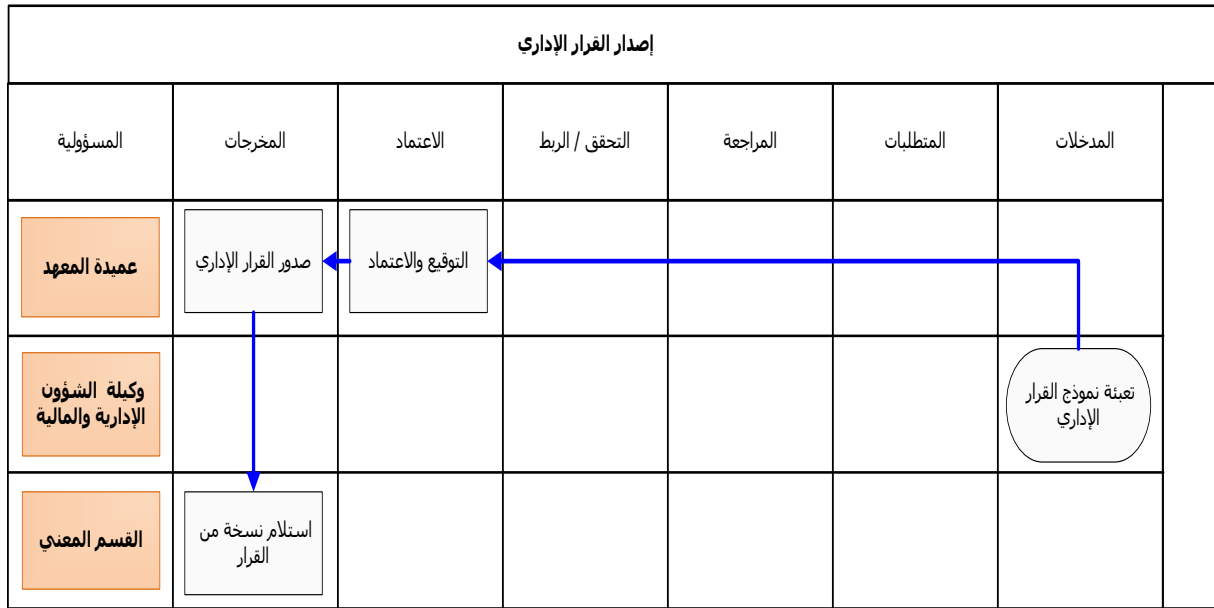 إصدار القرار الإداري
المدخلات
المتطلبات
المراجعة
التحقق / الربط
الاعتماد
المخرجات
المسؤولية
التوقيع والاعتماد
صدور القرار الإداري
عميدة المعهد
تعبئة نموذج القرار
الإداري
وكيلة الشؤون
الإدارية والمالية
استلام نسخة من
القرار
القسم المعني